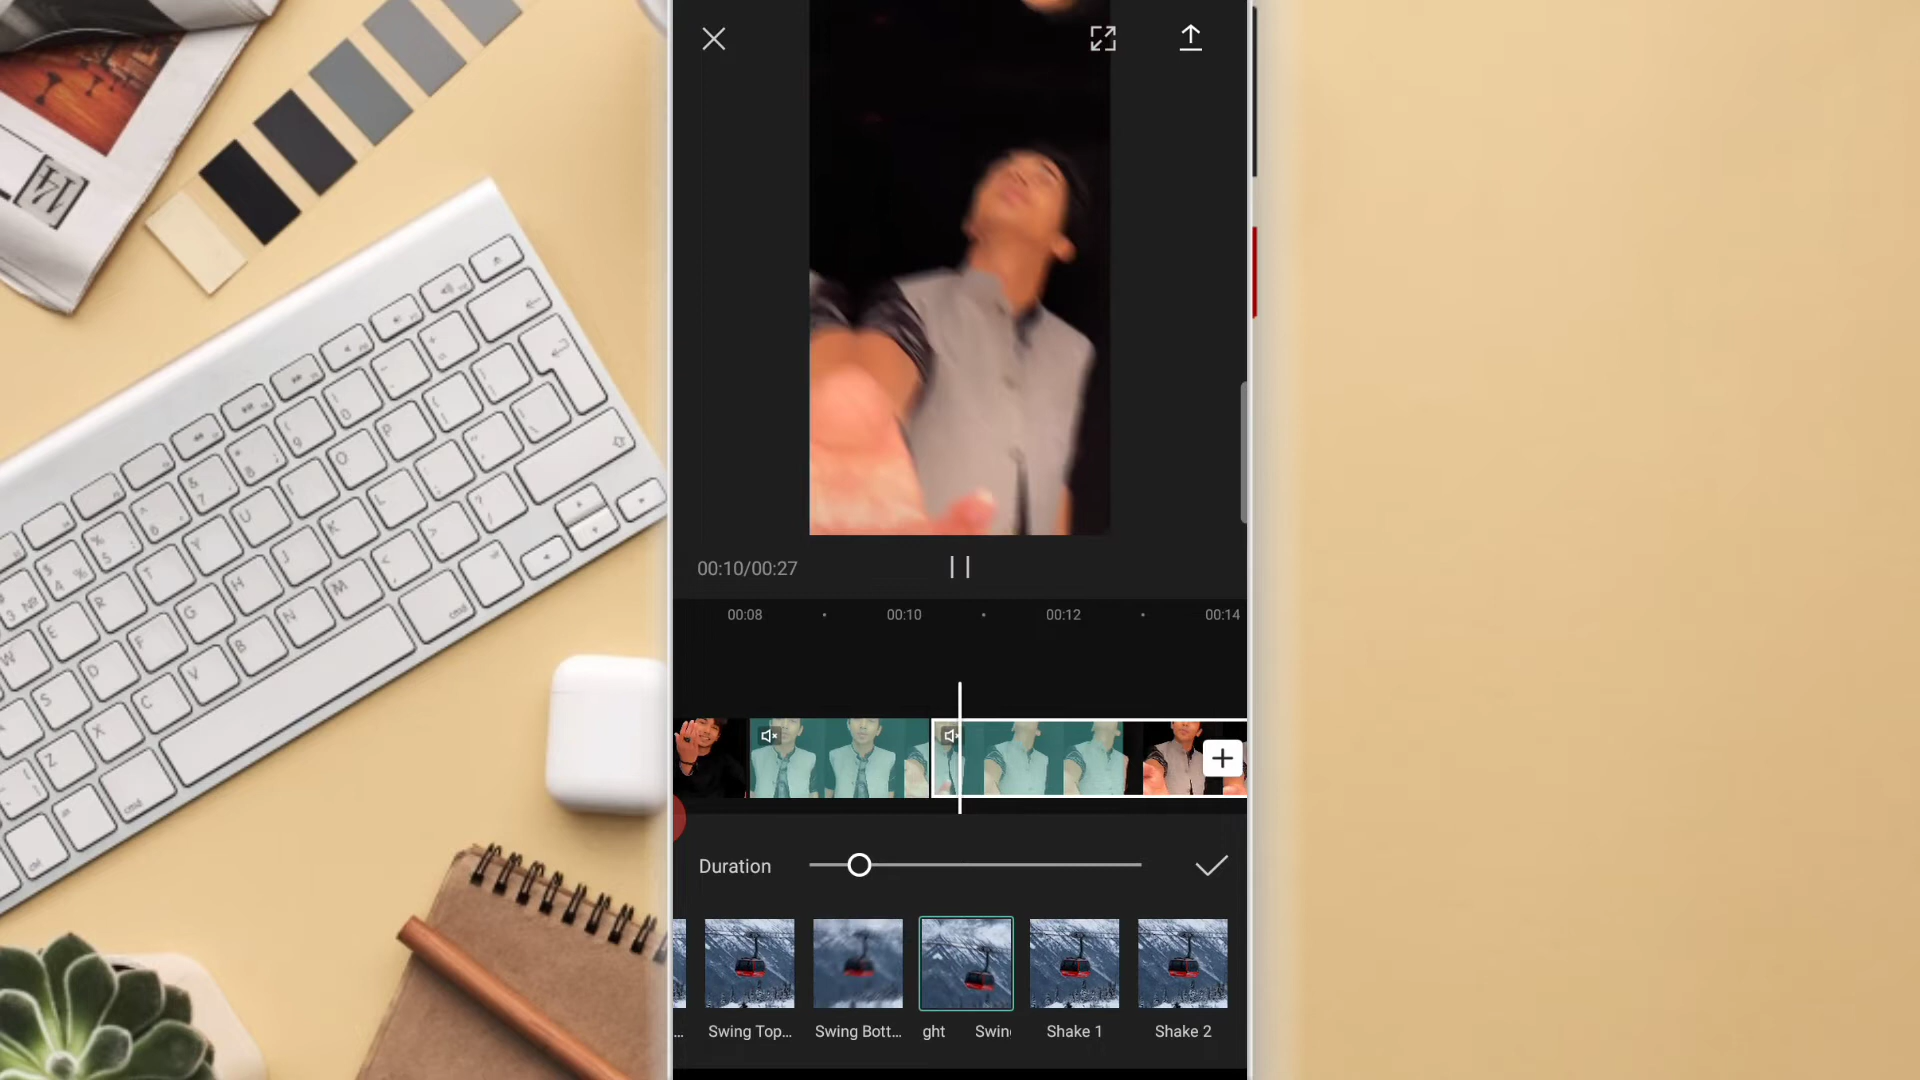 00:10/00:27
00:08
00:10
00:12
00:14
Duration
Swing Top...
Swing Bott...
ght Swin
Shake 1
Shake 2